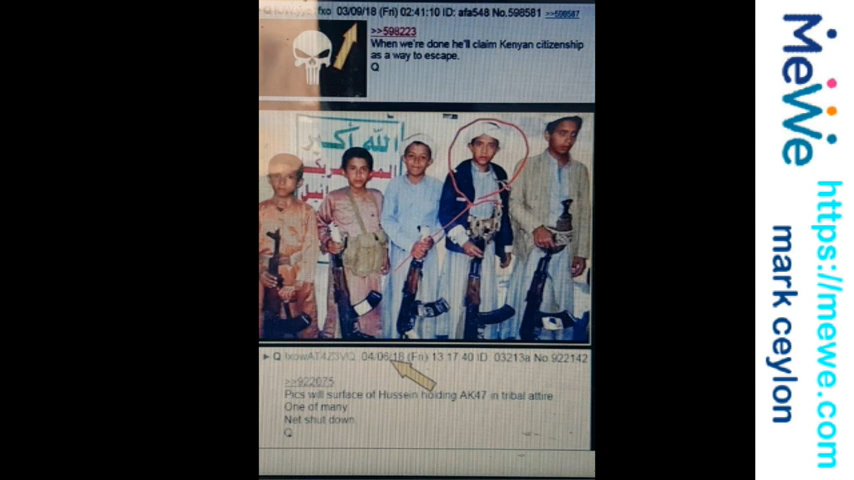 03/09/18 (Fri) 02:41:10 ID: afa548 No.598581 >>598587
>>598223
When we're done he'll claim Kenyan citizenship
as a way to escape.
Q
الله أكبر
Q 04/06/18 (Fri) 13 17 40 ID: 03213a No 922142
>>922075
Pics will surface of Hussein holding AK47 in tribal attire
One of many
Net shut down.
Q
MeWe
https://mewe.com
mark ceylon